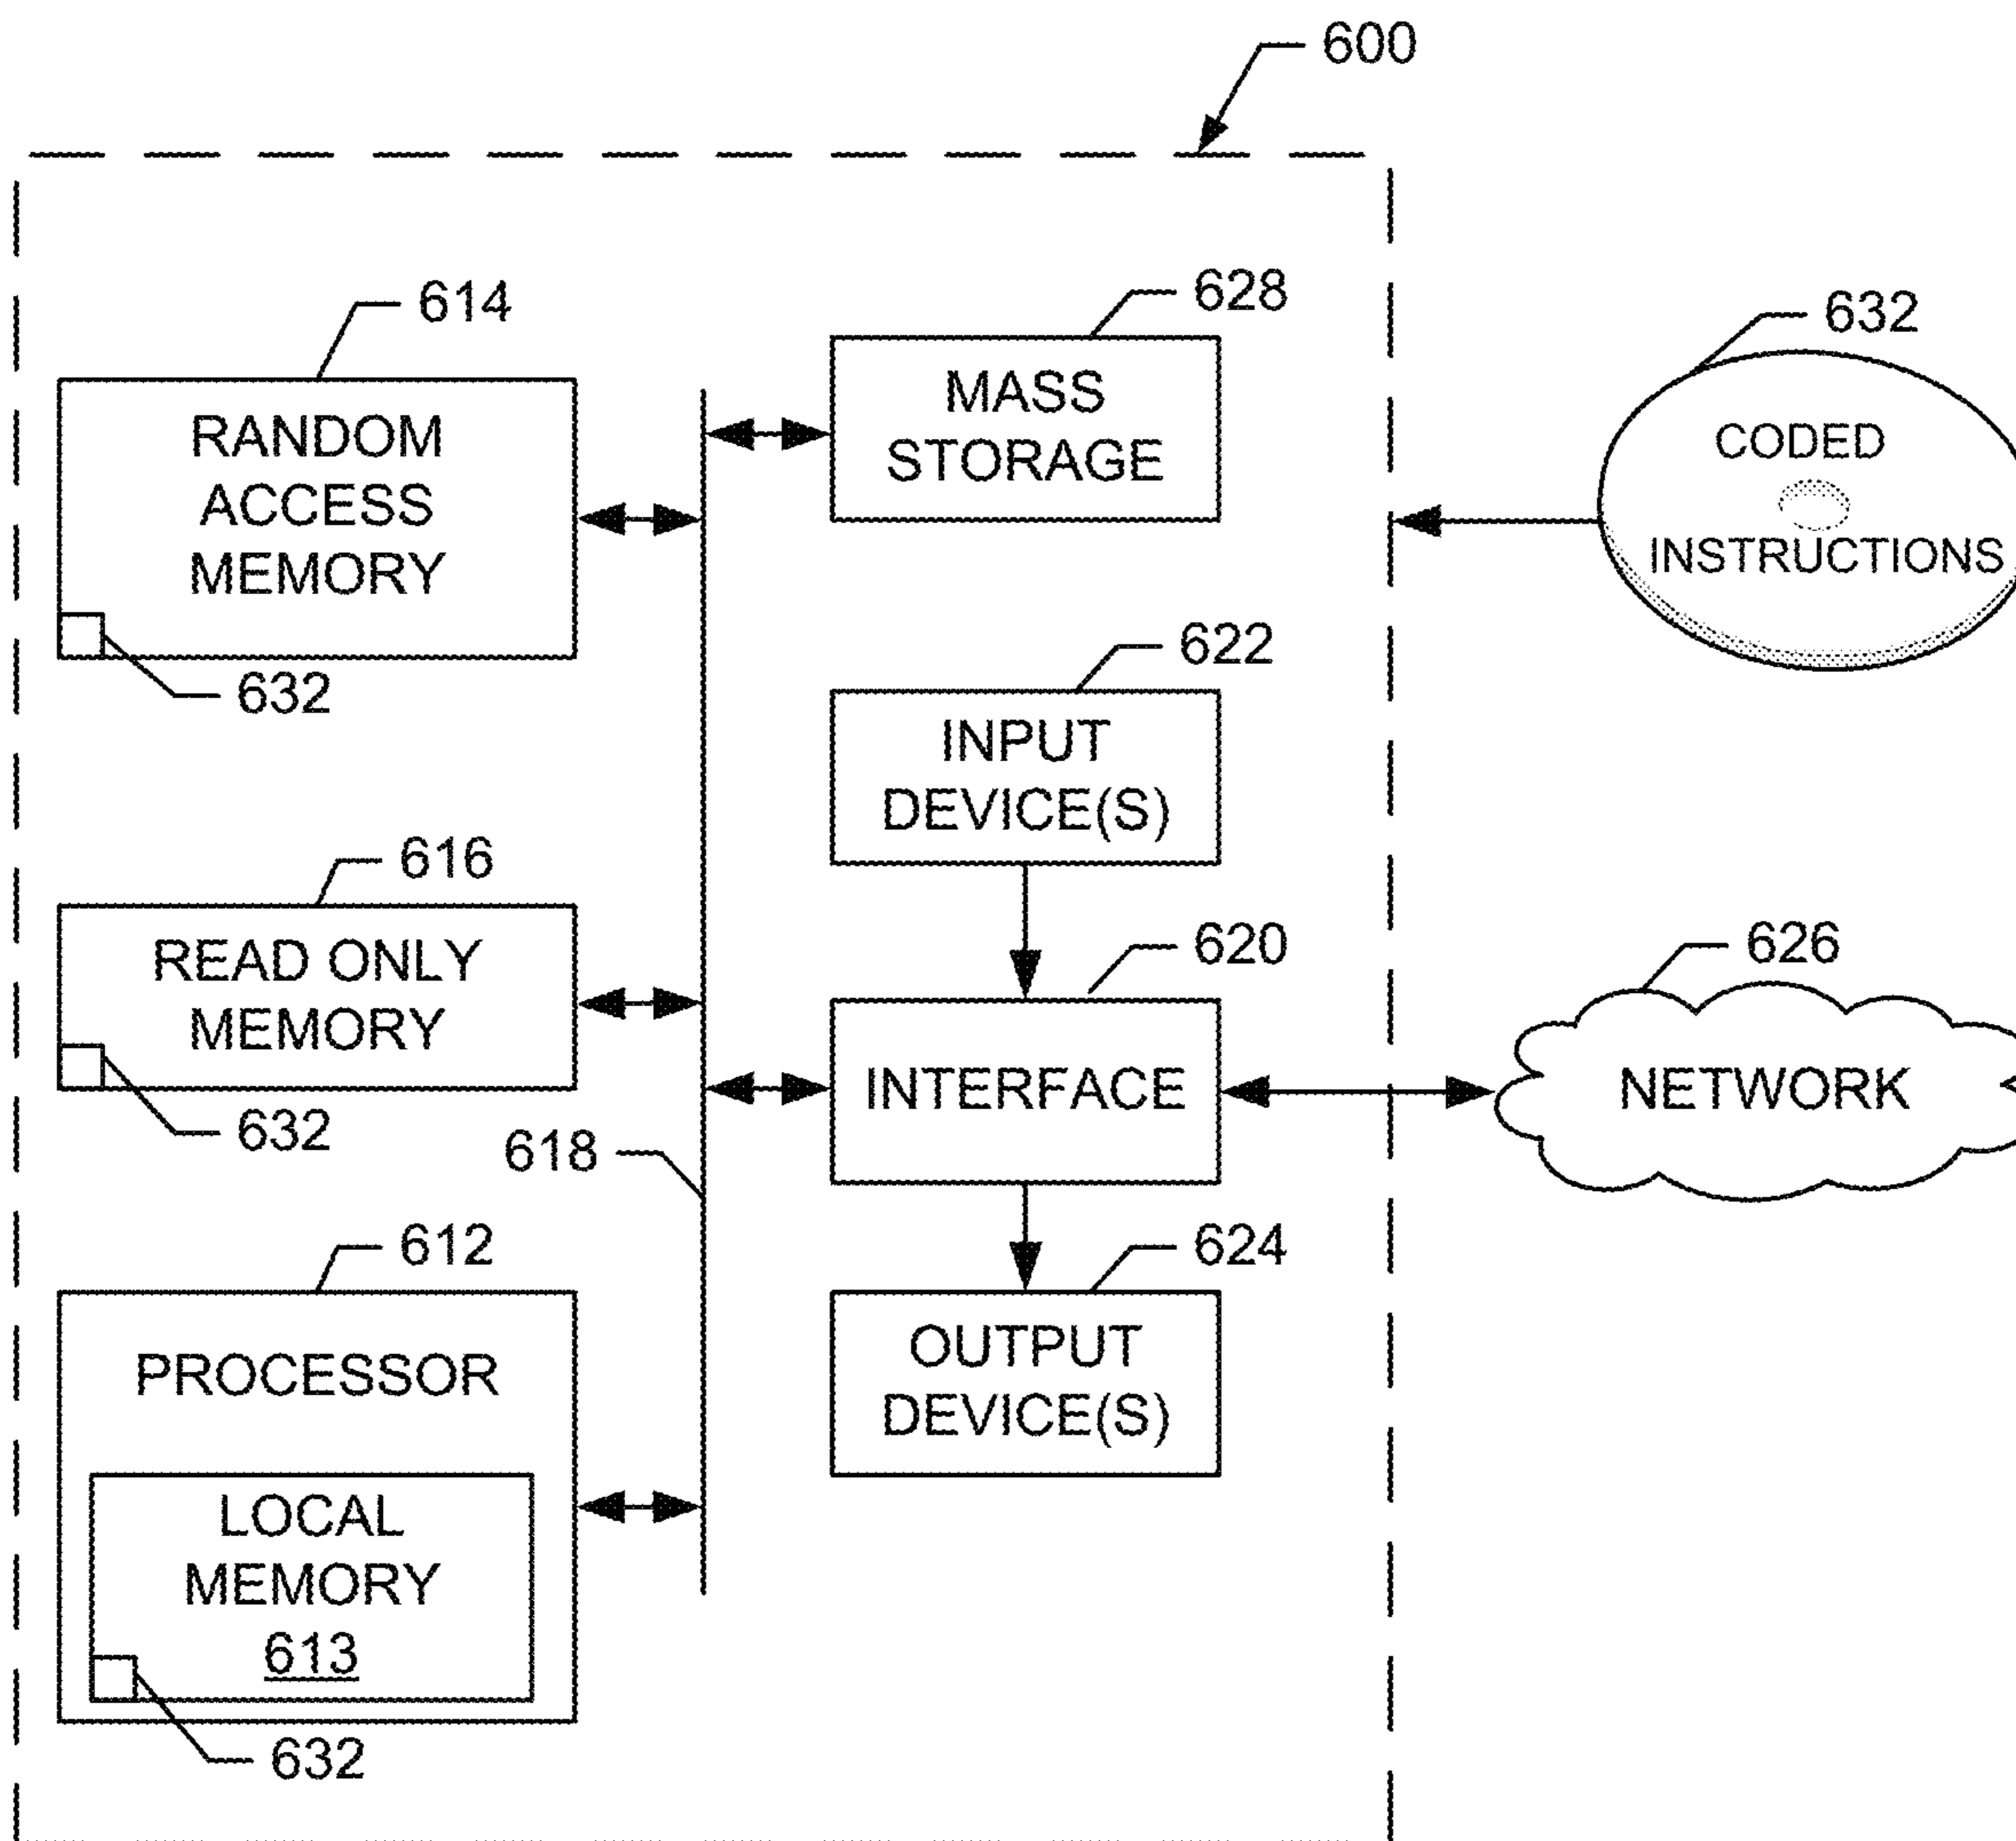 600
614
RANDOM
ACCESS
MEMORY
632
628
MASS
STORAGE
632
CODED
INSTRUCTIONS
622
INPUT
DEVICE(S)
616
READ ONLY
MEMORY
632
620
INTERFACE
626
NETWORK
618
612
PROCESSOR
LOCAL
MEMORY
613
632
624
OUTPUT
DEVICE(S)